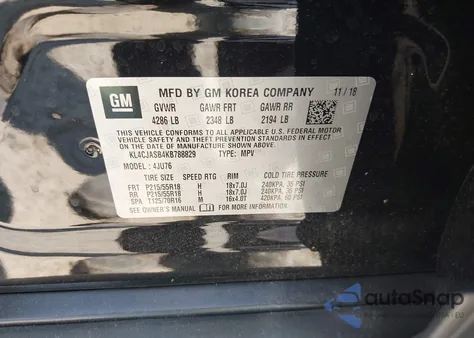 GM
MFD BY GM KOREA COMPANY 11/18
GVWR GAWR FRT GAWR RR
4286 LB 2348 LB 2194 LB
THIS VEHICLE CONFORMS TO ALL APPLICABLE U.S. FEDERAL MOTOR
VEHICLE SAFETY, BUMPER, AND THEFT PREVENTION STANDARDS IN
EFFECT ON THE DATE OF MANUFACTURE SHOWN ABOVE.
KL4CJASB4KB788829 TYPE: MPV
MODEL: 4JU76
TIRE SIZE SPEED RTG RIM COLD TIRE PRESSURE
FRT P215/55R18 H 18x7.0J 240KPA, 35 PSI
RR P215/55R18 H 18x7.0J 240KPA, 35 PSI
SPA T125/70R16 M 16x4.0T 420KPA, 60 PSI
SEE OWNER'S MANUAL FOR ADDITIONAL INFORMATION
autoSnap